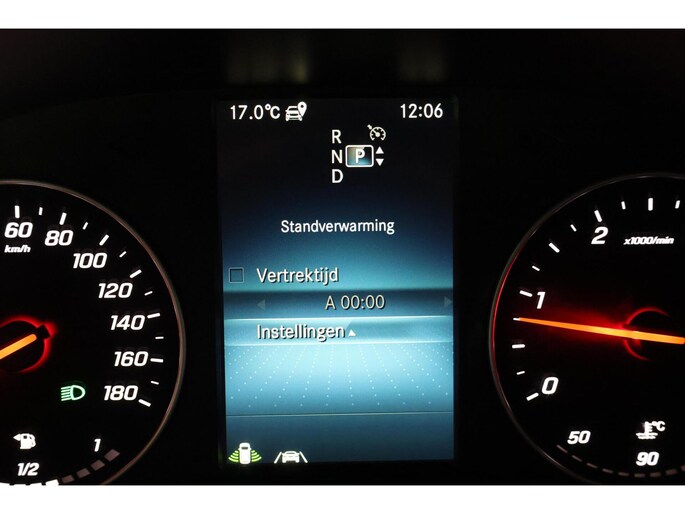 17.0°C 12:06
R
N P
D
Standverwarming
Vertrektijd
A 00:00
Instellingen
60
km/h
80
100
120
140
160
180
1/2 1
2 x1000/min
1
0
°C
50 90